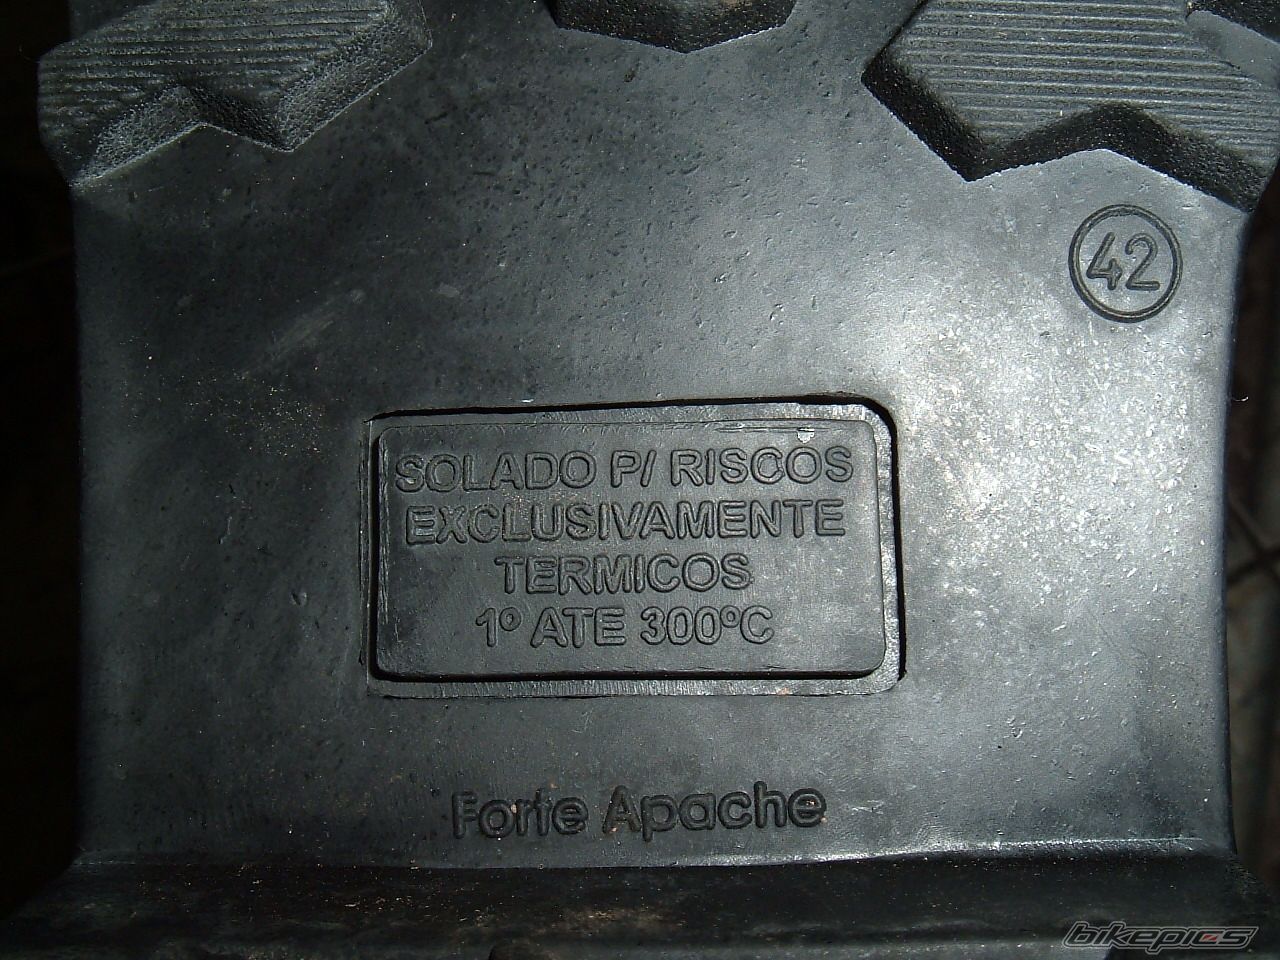 42
SOLADO P/ RISCOS
EXCLUSIVAMENTE
TERMICOS
1º ATE 300ºC
Forte Apache
bikepics